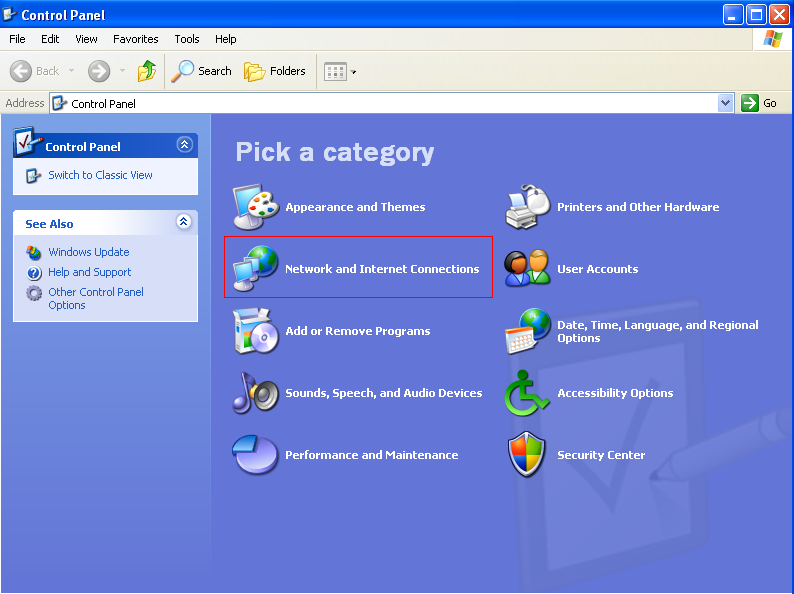 Control Panel
File Edit View Favorites Tools Help
Back Search Folders
Address Control Panel Go
Control Panel
Switch to Classic View
See Also
Windows Update
Help and Support
Other Control Panel
Options
Pick a category
Appearance and Themes
Printers and Other Hardware
Network and Internet Connections
User Accounts
Add or Remove Programs
Date, Time, Language, and Regional
Options
Sounds, Speech, and Audio Devices
Accessibility Options
Performance and Maintenance
Security Center